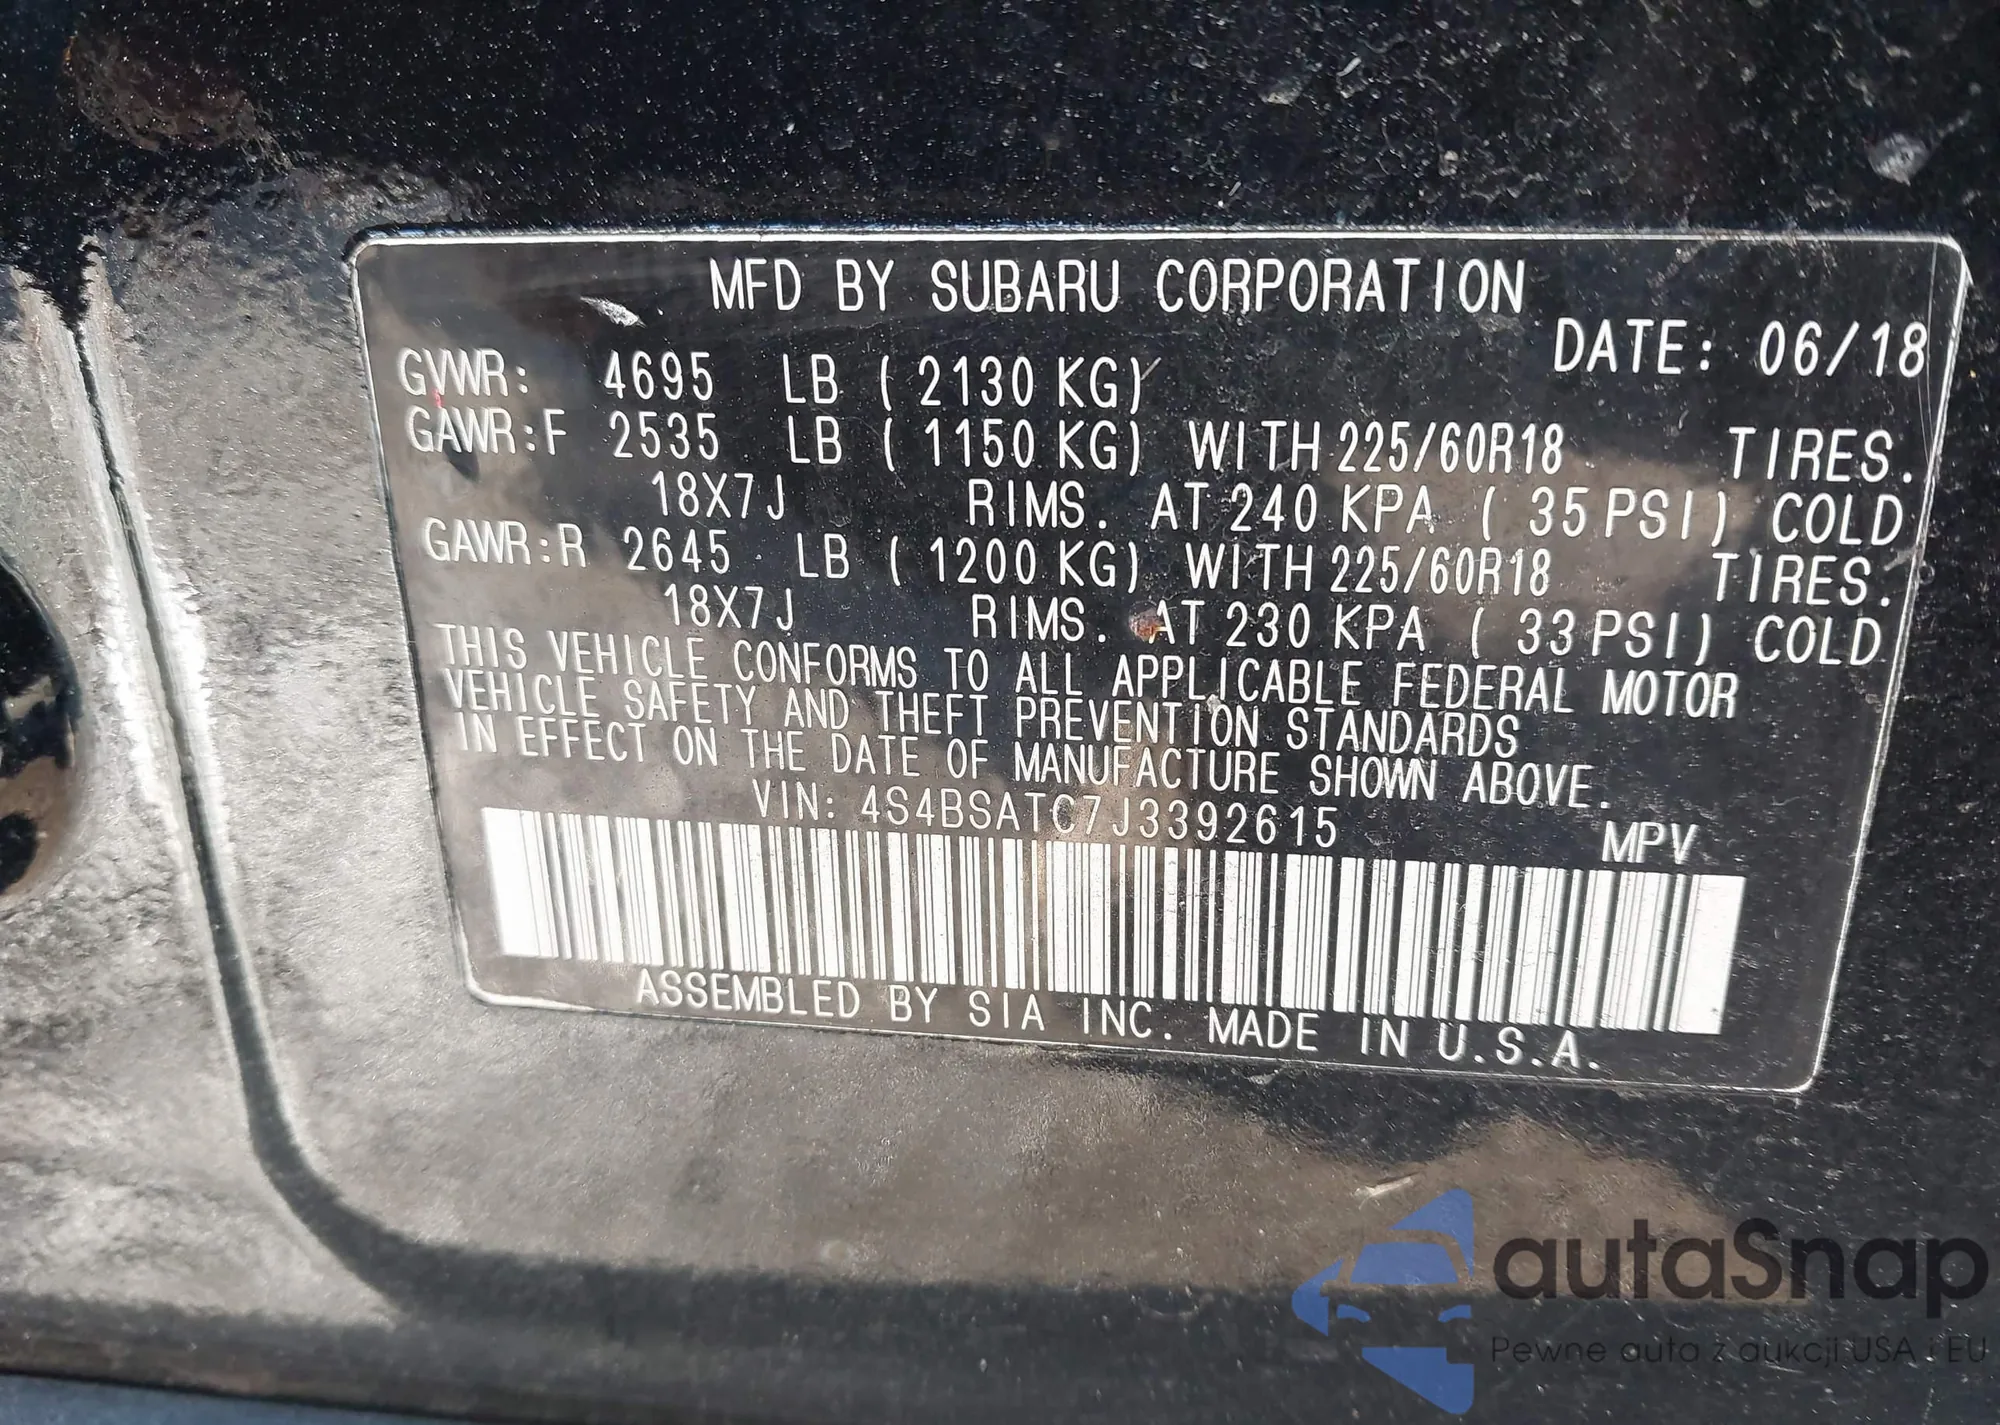 MFD BY SUBARU CORPORATION
DATE: 06/18
GVWR: 4695 LB ( 2130 KG)
GAWR:F 2535 LB ( 1150 KG) WITH 225/60R18 TIRES.
18X7J RIMS. AT 240 KPA ( 35 PSI) COLD
GAWR:R 2645 LB ( 1200 KG) WITH 225/60R18 TIRES.
18X7J RIMS. AT 230 KPA ( 33 PSI) COLD
THIS VEHICLE CONFORMS TO ALL APPLICABLE FEDERAL MOTOR
VEHICLE SAFETY AND THEFT PREVENTION STANDARDS
IN EFFECT ON THE DATE OF MANUFACTURE SHOWN ABOVE.
VIN: 4S4BSATC7J3392615
MPV
ASSEMBLED BY SIA INC. MADE IN U.S.A.
autaSnap
Pewne auta z aukcji USA i EU